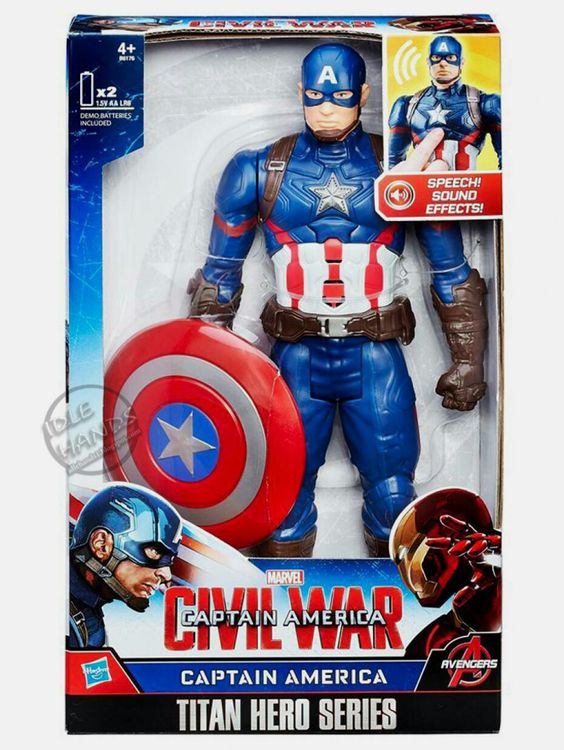 4+
B6176
x2
1.5V AA LR6
DEMO BATTERIES
INCLUDED
A
SPEECH!
SOUND
EFFECTS!
IDLE
HANDS
MARVEL
CAPTAIN AMERICA
CIVIL WAR
Hasbro
CAPTAIN AMERICA
AVENGERS
TITAN HERO SERIES